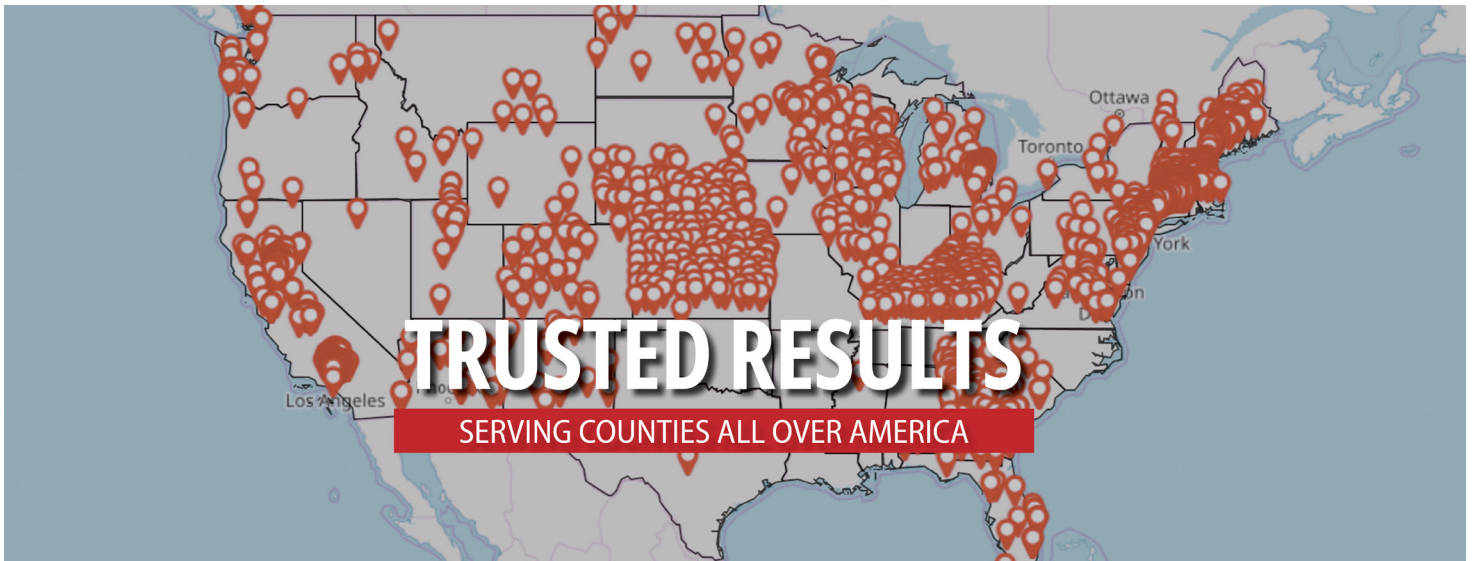 Ottawa
Toronto
York
Los Angeles
TRUSTED RESULTS
SERVING COUNTIES ALL OVER AMERICA